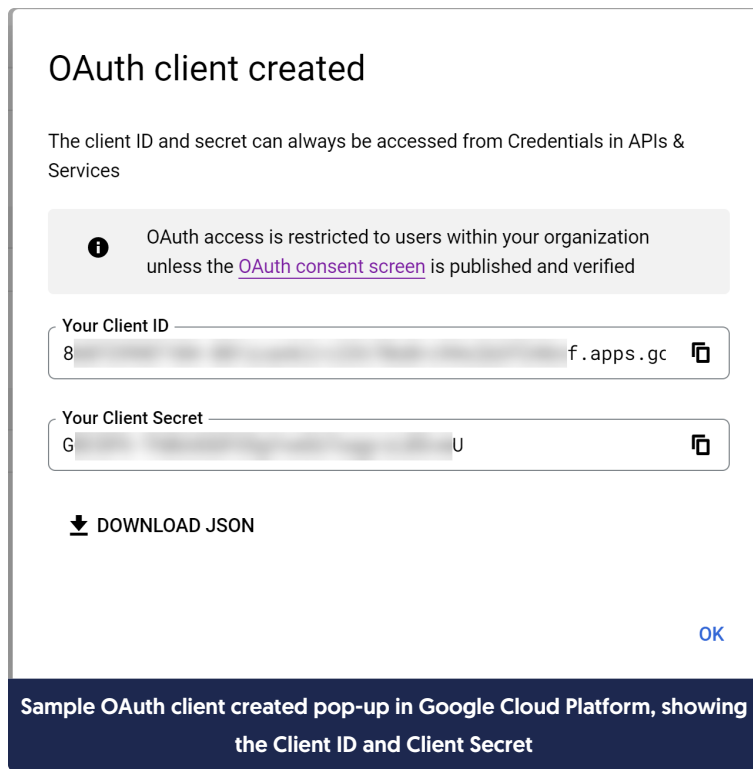 OAuth client created
The client ID and secret can always be accessed from Credentials in APIs &
Services
OAuth access is restricted to users within your organization
unless the OAuth consent screen is published and verified
Your Client ID
8 f.apps.gc
Your Client Secret
G U
DOWNLOAD JSON
OK
Sample OAuth client created pop-up in Google Cloud Platform, showing
the Client ID and Client Secret